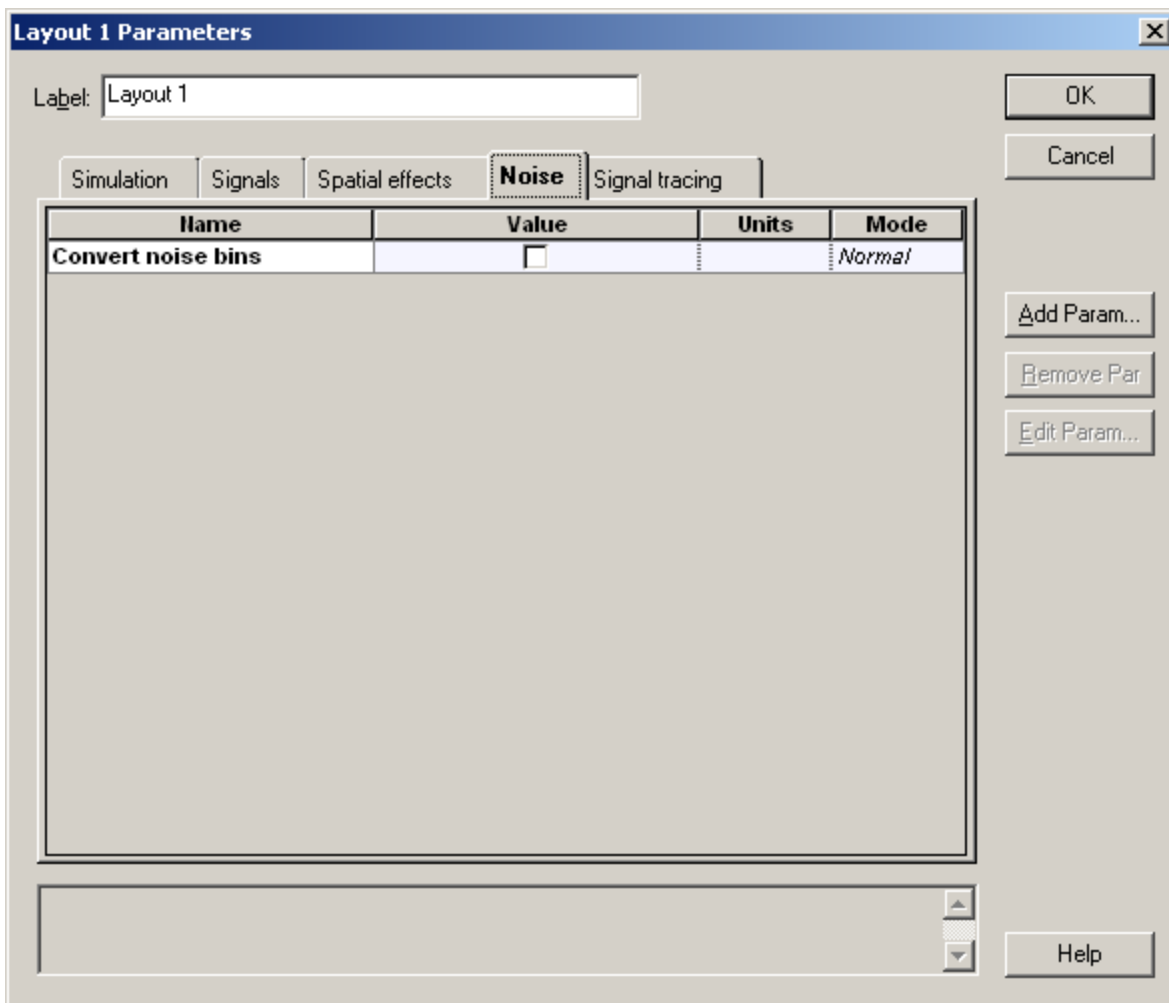 Layout 1 Parameters
Label: Layout 1
OK
Cancel
Simulation Signals Spatial effects Noise Signal tracing
Name Value Units Mode
Convert noise bins Normal
Add Param...
Remove Par
Edit Param...
Help